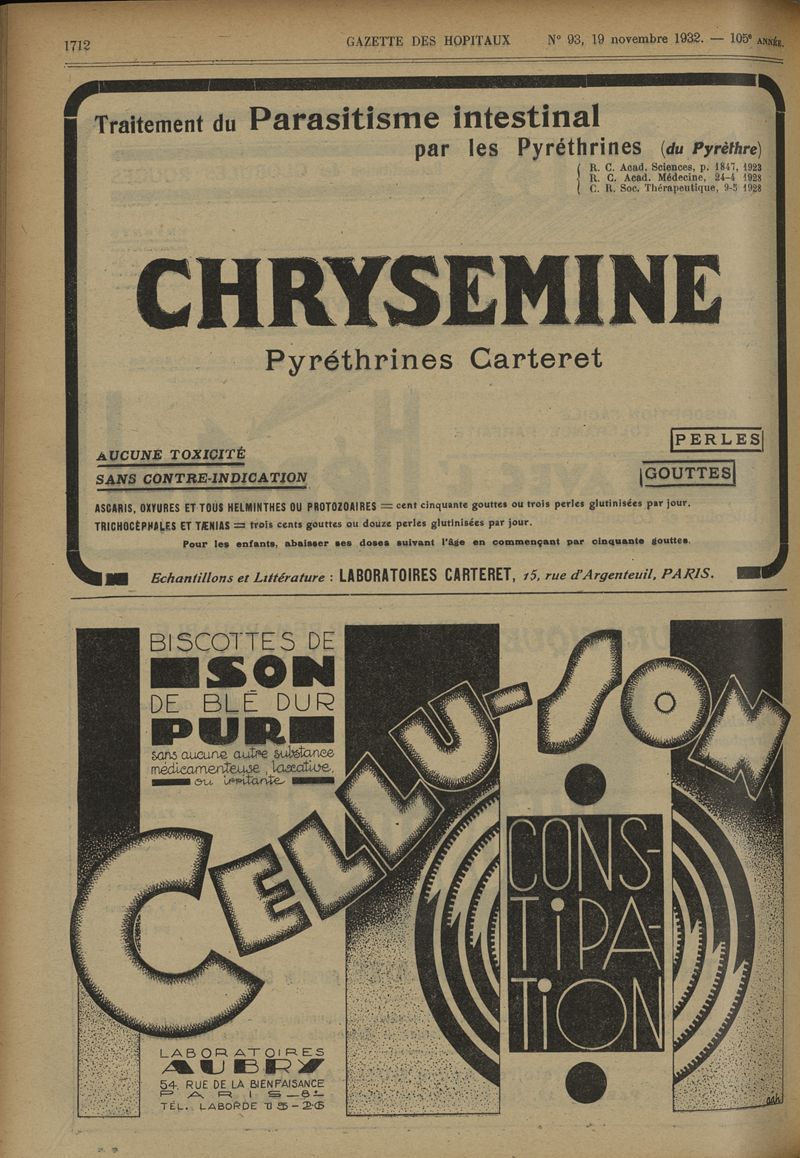 1712
GAZETTE DES HOPITAUX N° 93, 19 novembre 1932. — 105e ANNÉE.
Traitement du Parasitisme intestinal
par les Pyréthrines (du Pyrèthre)
R. C. Acad. Sciences, p. 1847, 1923
R. C. Acad. Médecine, 24-4 1928
C. R. Soc. Thérapeutique, 9-5 1928
CHRYSEMINE
Pyréthrines Carteret
AUCUNE TOXICITÉ
PERLES
SANS CONTRE-INDICATION
GOUTTES
ASCARIS, OXYURES ET TOUS HELMINTHES OU PROTOZOAIRES = cent cinquante gouttes ou trois perles glutinisées par jour.
TRICHOCÉPHALES ET TÆNIAS = trois cents gouttes ou douze perles glutinisées par jour.
Pour les enfants, abaisser ses doses suivant l'âge en commençant par cinquante gouttes.
Echantillons et Littérature : LABORATOIRES CARTERET, 15, rue d'Argenteuil, PARIS.
BISCOTTES DE
SON
DE BLÉ DUR
PUR
sans aucune autre substance
médicamenteuse, laxative,
ou irritante
CELLU-SON
CONS-
TIPA-
TION
LABORATOIRES
AUBRY
54, RUE DE LA BIENFAISANCE
PARIS-8
TÉL. LABORDE 15-26